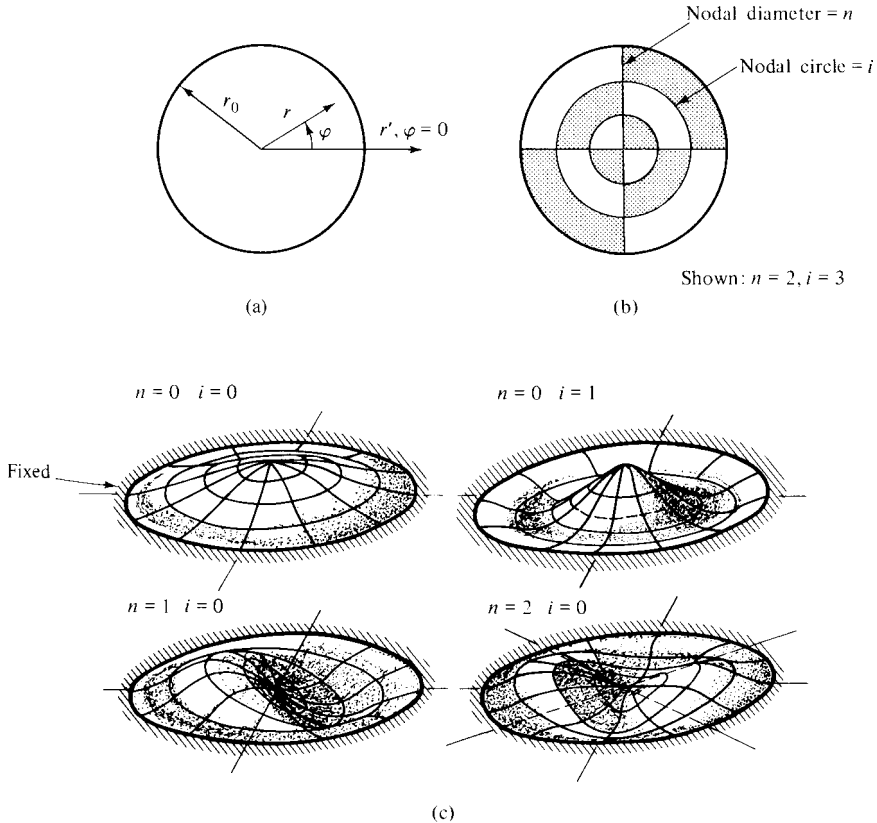 Nodal diameter = n
Nodal circle = i
r₀
r
φ
r′, φ = 0
Shown: n = 2, i = 3
(a)
(b)
n = 0 i = 0
n = 0 i = 1
Fixed
n = 1 i = 0
n = 2 i = 0
(c)